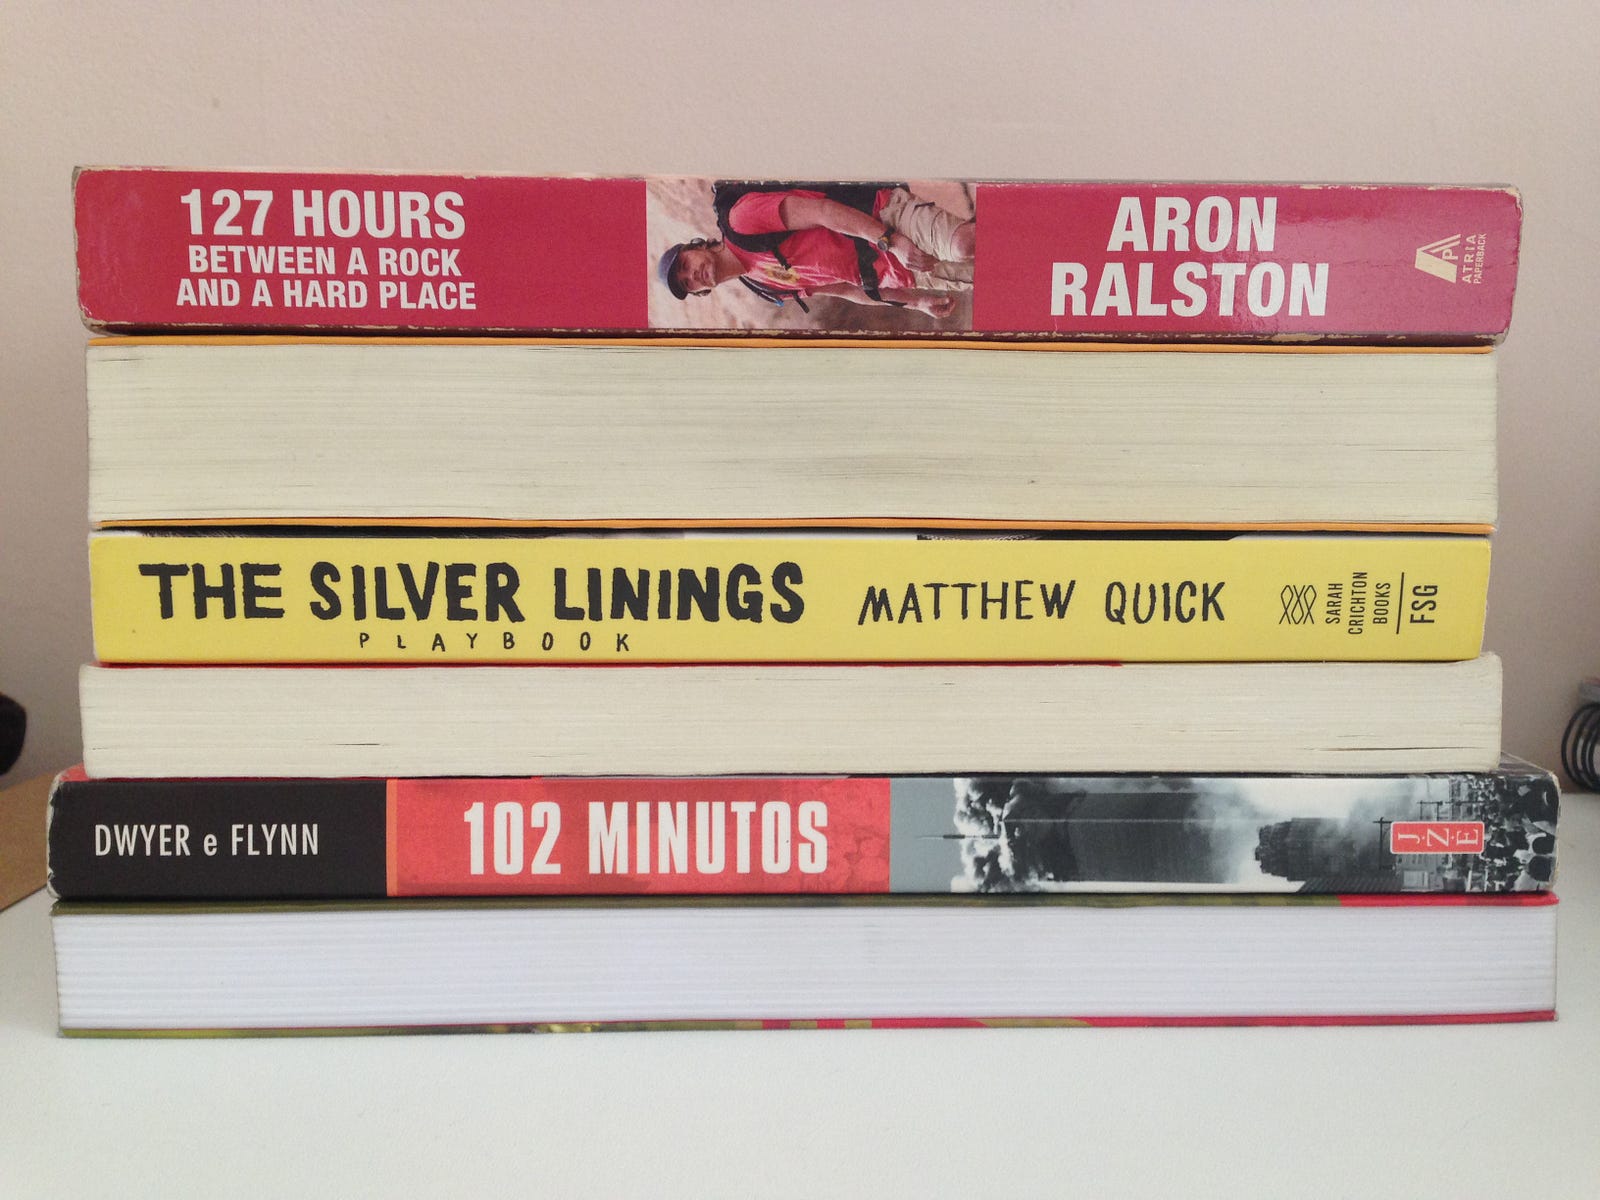 127 HOURS
BETWEEN A ROCK
AND A HARD PLACE
ARON
RALSTON
AP
ATRIA
PAPERBACK
THE SILVER LININGS
PLAYBOOK
MATTHEW QUICK
SARAH
CRICHTON
BOOKS
FSG
DWYER e FLYNN
102 MINUTOS
J·Z·E